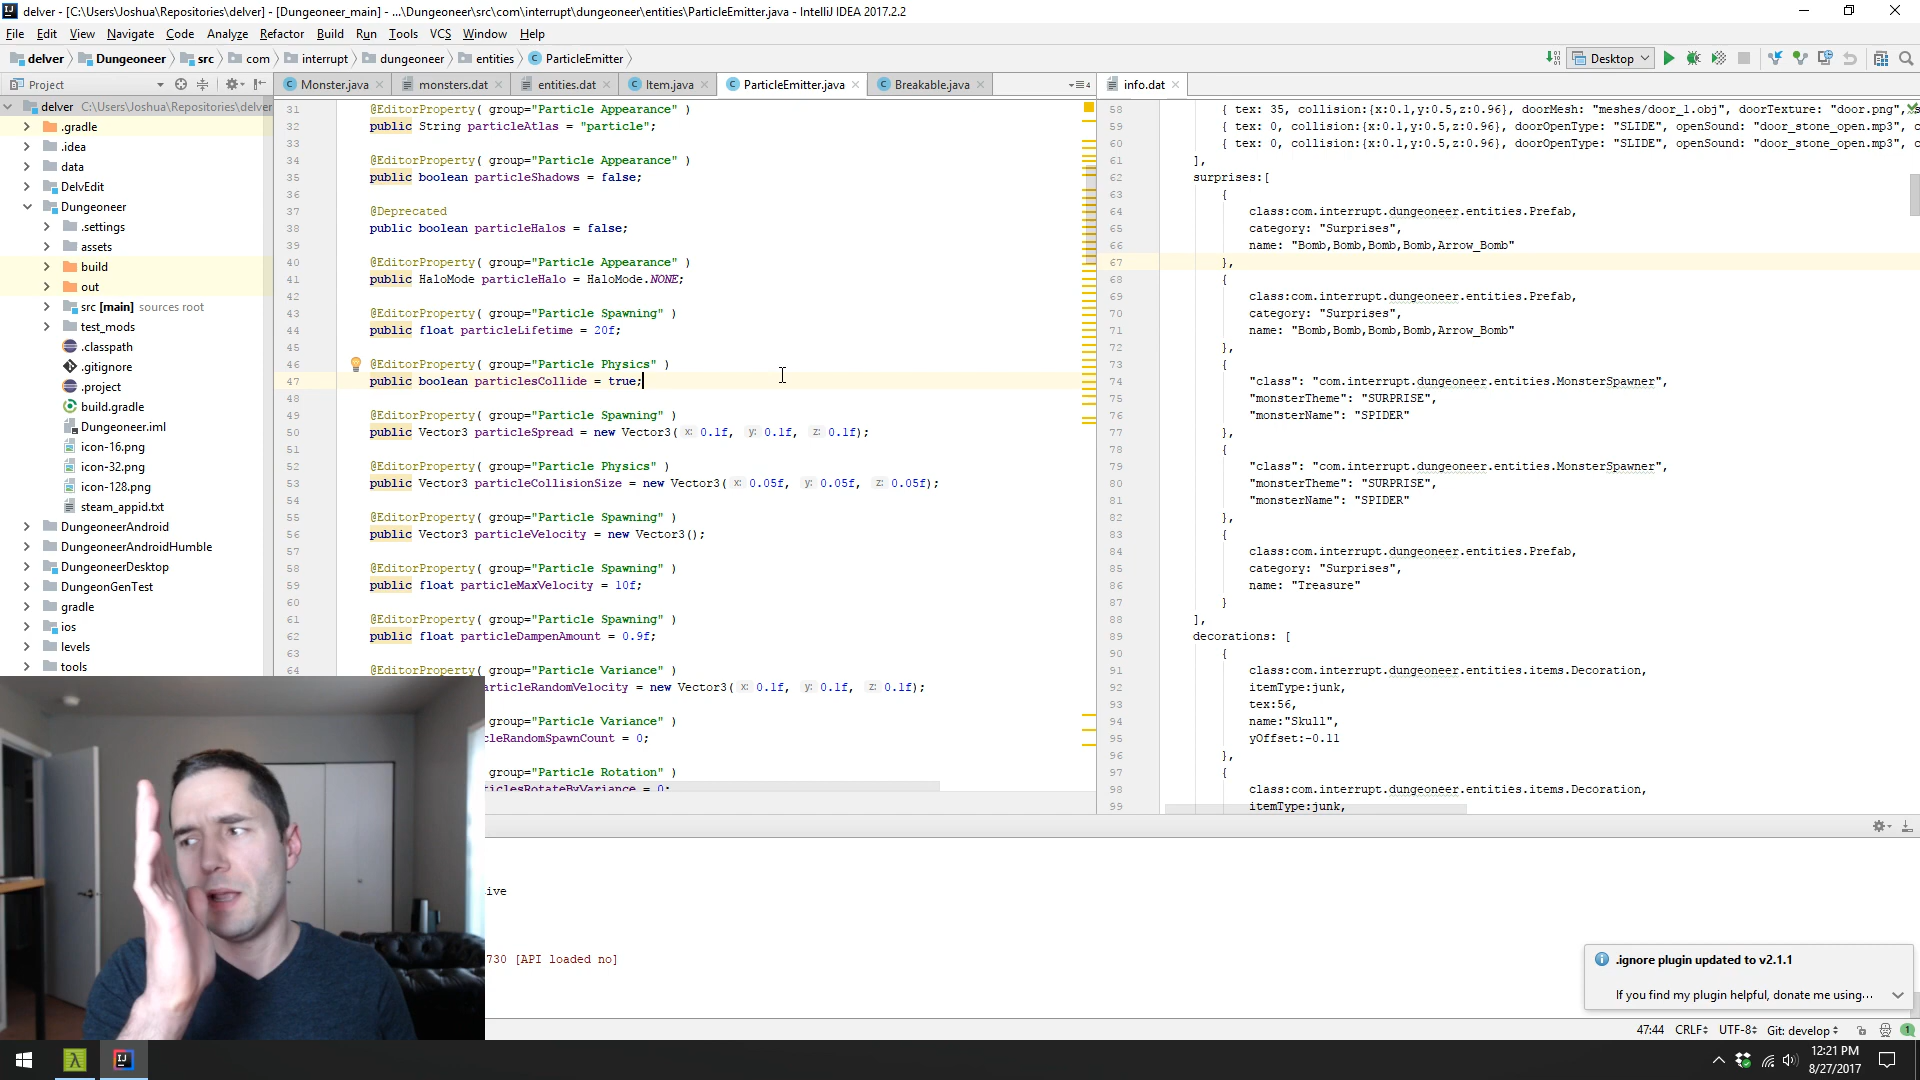 delver - [C:\Users\Joshua\Repositories\delver] - [Dungeoneer_main] - ...\Dungeoneer\src\com\interrupt\dungeoneer\entities\ParticleEmitter.java - IntelliJ IDEA 2017.2.2
File Edit View Navigate Code Analyze Refactor Build Run Tools VCS Window Help
delver Dungeoneer src com interrupt dungeoneer entities ParticleEmitter
Desktop
Project
Monster.java monsters.dat entities.dat Item.java ParticleEmitter.java Breakable.java
4
info.dat
delver C:\Users\Joshua\Repositories\delver
.gradle
.idea
data
DelvEdit
Dungeoneer
.settings
assets
build
out
src [main] sources root
test_mods
.classpath
.gitignore
.project
build.gradle
Dungeoneer.iml
icon-16.png
icon-32.png
icon-128.png
steam_appid.txt
DungeoneerAndroid
DungeoneerAndroidHumble
DungeoneerDesktop
DungeonGenTest
gradle
ios
levels
tools
31 @EditorProperty( group="Particle Appearance" )
32 public String particleAtlas = "particle";
33
34 @EditorProperty( group="Particle Appearance" )
35 public boolean particleShadows = false;
36
37 @Deprecated
38 public boolean particleHalos = false;
39
40 @EditorProperty( group="Particle Appearance" )
41 public HaloMode particleHalo = HaloMode.NONE;
42
43 @EditorProperty( group="Particle Spawning" )
44 public float particleLifetime = 20f;
45
46 @EditorProperty( group="Particle Physics" )
47 public boolean particlesCollide = true;
48
49 @EditorProperty( group="Particle Spawning" )
50 public Vector3 particleSpread = new Vector3( x: 0.1f, y: 0.1f, z: 0.1f);
51
52 @EditorProperty( group="Particle Physics" )
53 public Vector3 particleCollisionSize = new Vector3( x: 0.05f, y: 0.05f, z: 0.05f);
54
55 @EditorProperty( group="Particle Spawning" )
56 public Vector3 particleVelocity = new Vector3();
57
58 @EditorProperty( group="Particle Spawning" )
59 public float particleMaxVelocity = 10f;
60
61 @EditorProperty( group="Particle Spawning" )
62 public float particleDampenAmount = 0.9f;
63
64 @EditorProperty( group="Particle Variance" )
articleRandomVelocity = new Vector3( x: 0.1f, y: 0.1f, z: 0.1f);
group="Particle Variance" )
cleRandomSpawnCount = 0;
group="Particle Rotation" )
ticlesRotateByVariance = 0;
58 { tex: 35, collision:{x:0.1,y:0.5,z:0.96}, doorMesh: "meshes/door_1.obj", doorTexture: "door.png",
59 { tex: 0, collision:{x:0.1,y:0.5,z:0.96}, doorOpenType: "SLIDE", openSound: "door_stone_open.mp3", c
60 { tex: 0, collision:{x:0.1,y:0.5,z:0.96}, doorOpenType: "SLIDE", openSound: "door_stone_open.mp3", c
61 ],
62 surprises:[
63 {
64 class:com.interrupt.dungeoneer.entities.Prefab,
65 category: "Surprises",
66 name: "Bomb,Bomb,Bomb,Bomb,Arrow_Bomb"
67 },
68 {
69 class:com.interrupt.dungeoneer.entities.Prefab,
70 category: "Surprises",
71 name: "Bomb,Bomb,Bomb,Bomb,Arrow_Bomb"
72 },
73 {
74 "class": "com.interrupt.dungeoneer.entities.MonsterSpawner",
75 "monsterTheme": "SURPRISE",
76 "monsterName": "SPIDER"
77 },
78 {
79 "class": "com.interrupt.dungeoneer.entities.MonsterSpawner",
80 "monsterTheme": "SURPRISE",
81 "monsterName": "SPIDER"
82 },
83 {
84 class:com.interrupt.dungeoneer.entities.Prefab,
85 category: "Surprises",
86 name: "Treasure"
87 }
88 ],
89 decorations: [
90 {
91 class:com.interrupt.dungeoneer.entities.items.Decoration,
92 itemType:junk,
93 tex:56,
94 name:"Skull",
95 yOffset:-0.11
96 },
97 {
98 class:com.interrupt.dungeoneer.entities.items.Decoration,
99 itemType:junk,
ive
730 [API loaded no]
.ignore plugin updated to v2.1.1
If you find my plugin helpful, donate me using...
47:44 CRLF UTF-8 Git: develop 1
12:21 PM
8/27/2017